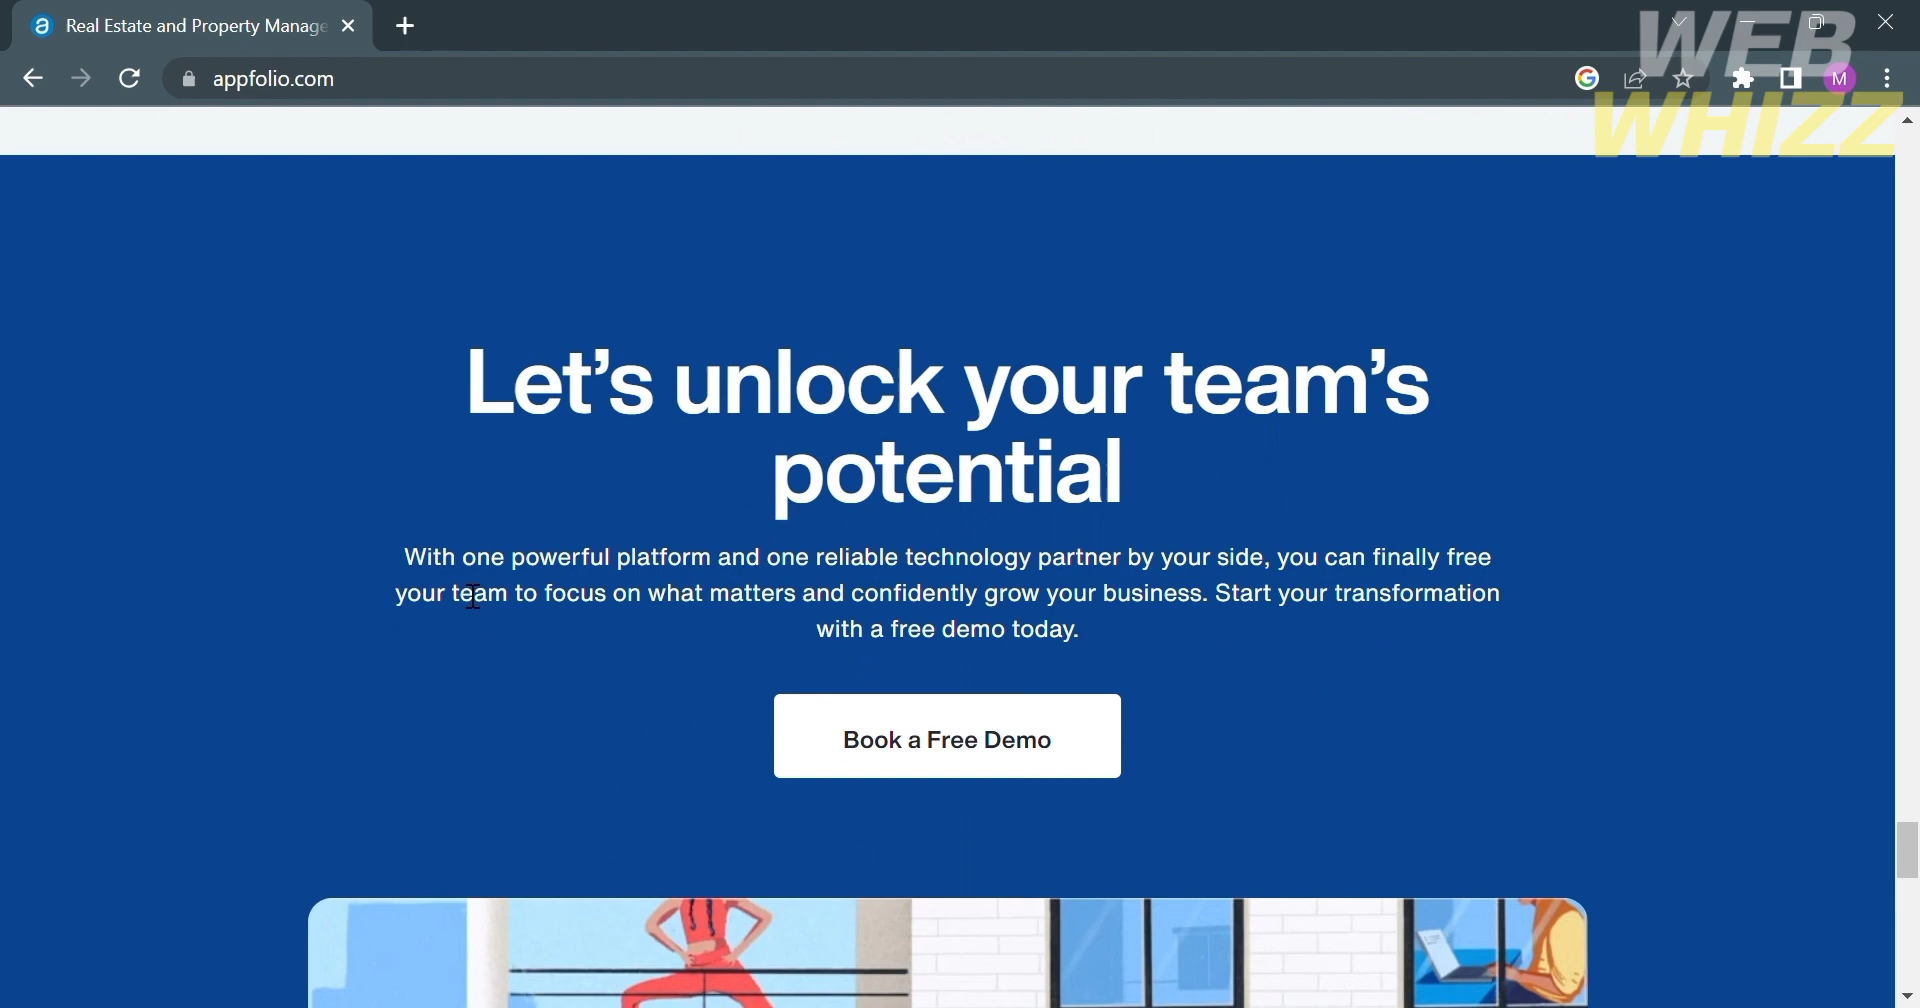 Real Estate and Property Manage
appfolio.com
M
WEB
WHIZZ
Let's unlock your team's
potential
With one powerful platform and one reliable technology partner by your side, you can finally free
your team to focus on what matters and confidently grow your business. Start your transformation
with a free demo today.
Book a Free Demo